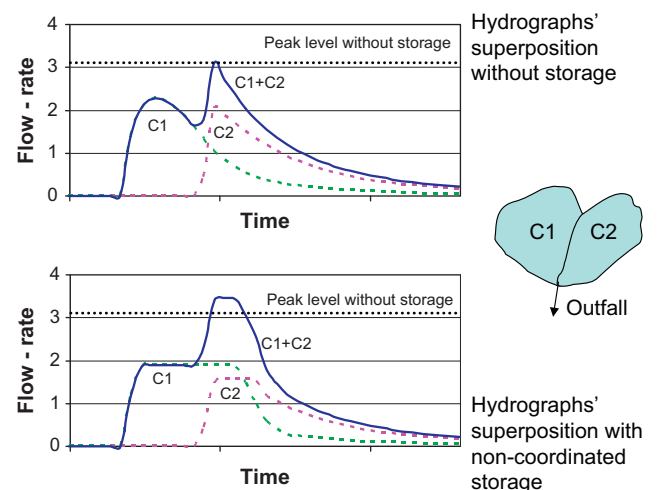 4
3
2
1
0
Flow - rate
Peak level without storage
C1+C2
C1
C2
Time
Hydrographs’
superposition
without storage
C1 C2
Outfall
4
3
2
1
0
Flow - rate
Peak level without storage
C1+C2
C1
C2
Time
Hydrographs’
superposition with
non-coordinated
storage